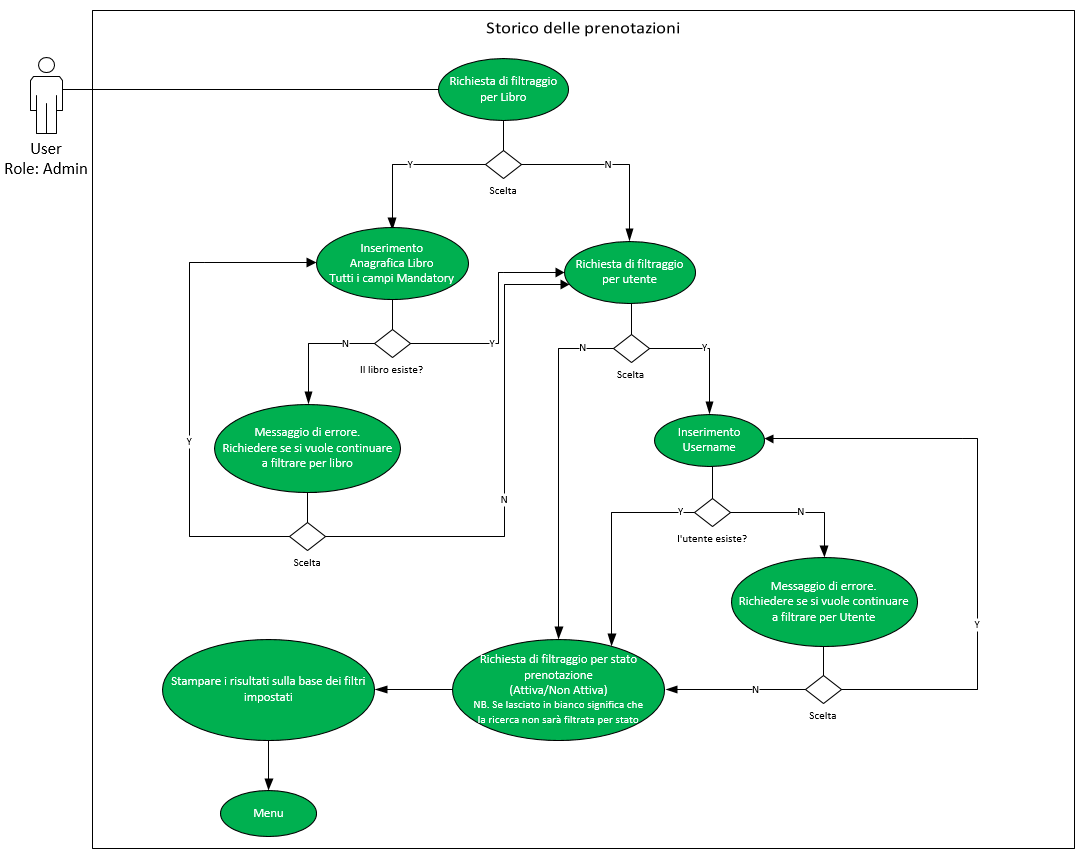 Storico delle prenotazioni
User
Role: Admin
Richiesta di filtraggio
per Libro
Y
N
Scelta
Inserimento
Anagrafica Libro
Tutti i campi Mandatory
Richiesta di filtraggio
per utente
N
Y
Il libro esiste?
N
Y
Scelta
Messaggio di errore.
Richiedere se si vuole continuare
a filtrare per libro
Y
N
Scelta
Inserimento
Username
Y
N
l'utente esiste?
Messaggio di errore.
Richiedere se si vuole continuare
a filtrare per Utente
Y
N
Scelta
Richiesta di filtraggio per stato
prenotazione
(Attiva/Non Attiva)
NB. Se lasciato in bianco significa che
la ricerca non sarà filtrata per stato
Stampare i risultati sulla base dei filtri
impostati
Menu